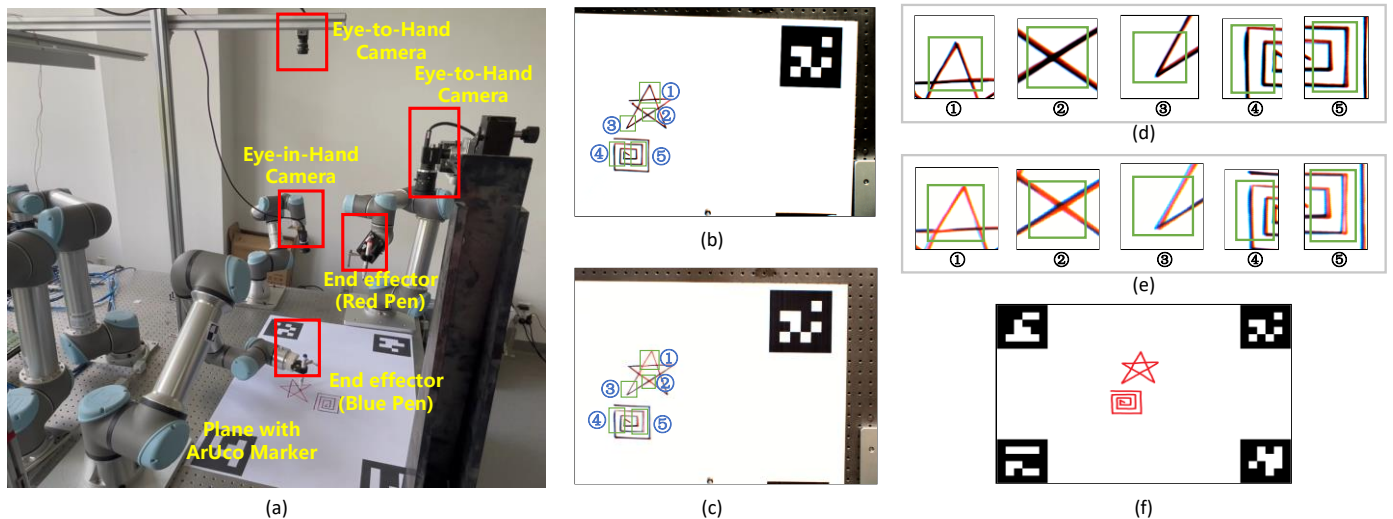 Eye-to-Hand
Camera
Eye-to-Hand
Camera
Eye-in-Hand
Camera
End effector
(Red Pen)
End effector
(Blue Pen)
Plane with
ArUco Marker
(a)
①
②
③
④
⑤
(b)
①
②
③
④
⑤
(c)
① ② ③ ④ ⑤
(d)
① ② ③ ④ ⑤
(e)
(f)